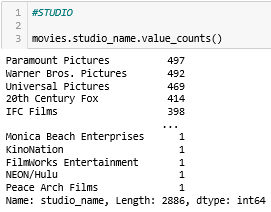 1 #STUDIO
2
3 movies.studio_name.value_counts()
Paramount Pictures 497
Warner Bros. Pictures 492
Universal Pictures 469
20th Century Fox 414
IFC Films 398
...
Monica Beach Enterprises 1
KinoNation 1
FilmWorks Entertainment 1
NEON/Hulu 1
Peace Arch Films 1
Name: studio_name, Length: 2886, dtype: int64